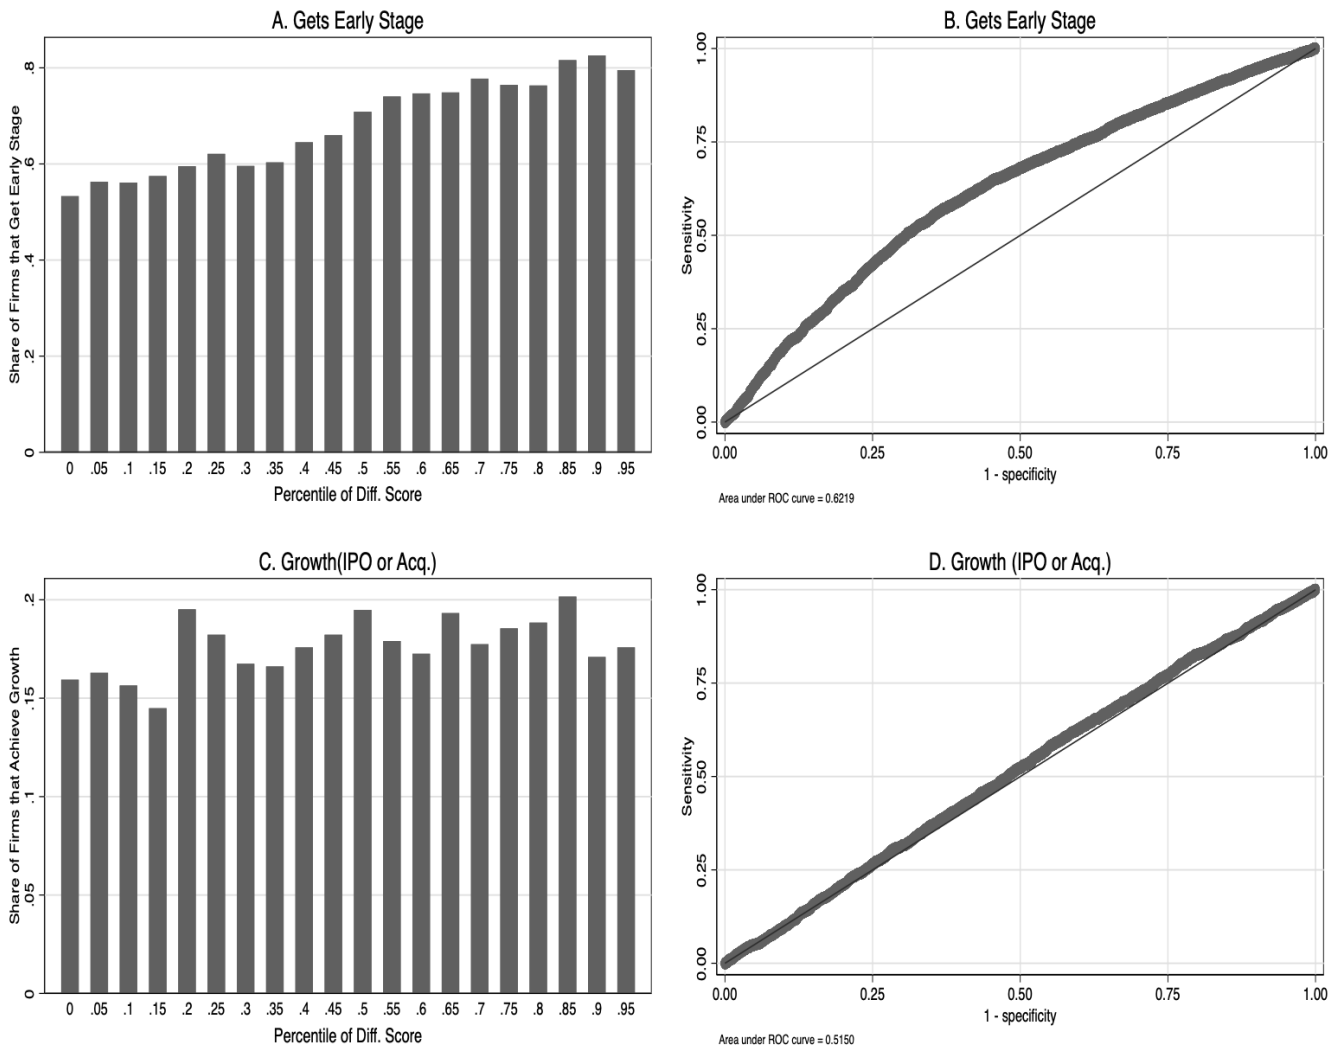 A. Gets Early Stage
Share of Firms that Get Early Stage
.8
.6
.4
.2
0
0 .05 .1 .15 .2 .25 .3 .35 .4 .45 .5 .55 .6 .65 .7 .75 .8 .85 .9 .95
Percentile of Diff. Score
B. Gets Early Stage
Sensitivity
1.00
0.75
0.50
0.25
0.00
0.00 0.25 0.50 0.75 1.00
1 - specificity
Area under ROC curve = 0.6219
C. Growth(IPO or Acq.)
Share of Firms that Achieve Growth
.2
.15
.1
.05
0
0 .05 .1 .15 .2 .25 .3 .35 .4 .45 .5 .55 .6 .65 .7 .75 .8 .85 .9 .95
Percentile of Diff. Score
D. Growth (IPO or Acq.)
Sensitivity
1.00
0.75
0.50
0.25
0.00
0.00 0.25 0.50 0.75 1.00
1 - specificity
Area under ROC curve = 0.5150